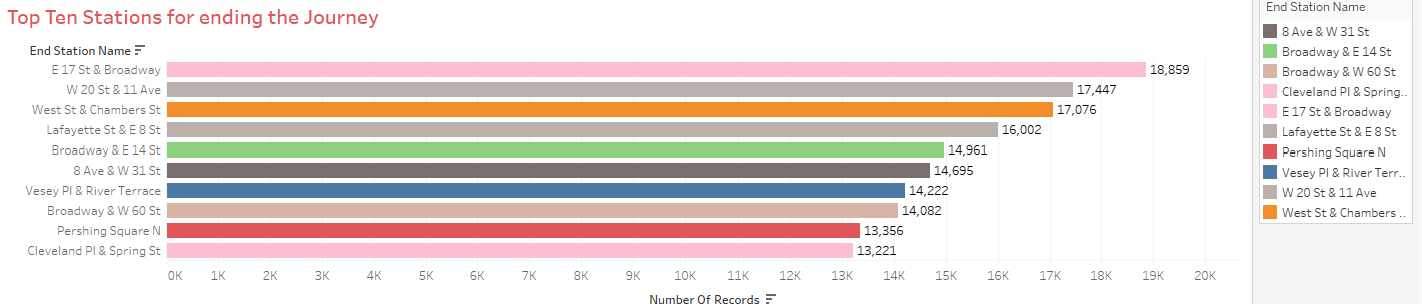 Top Ten Stations for ending the Journey
End Station Name
E 17 St & Broadway 18,859
W 20 St & 11 Ave 17,447
West St & Chambers St 17,076
Lafayette St & E 8 St 16,002
Broadway & E 14 St 14,961
8 Ave & W 31 St 14,695
Vesey Pl & River Terrace 14,222
Broadway & W 60 St 14,082
Pershing Square N 13,356
Cleveland Pl & Spring St 13,221
0K 1K 2K 3K 4K 5K 6K 7K 8K 9K 10K 11K 12K 13K 14K 15K 16K 17K 18K 19K 20K
Number Of Records
End Station Name
8 Ave & W 31 St
Broadway & E 14 St
Broadway & W 60 St
Cleveland Pl & Spring..
E 17 St & Broadway
Lafayette St & E 8 St
Pershing Square N
Vesey Pl & River Terr..
W 20 St & 11 Ave
West St & Chambers ..